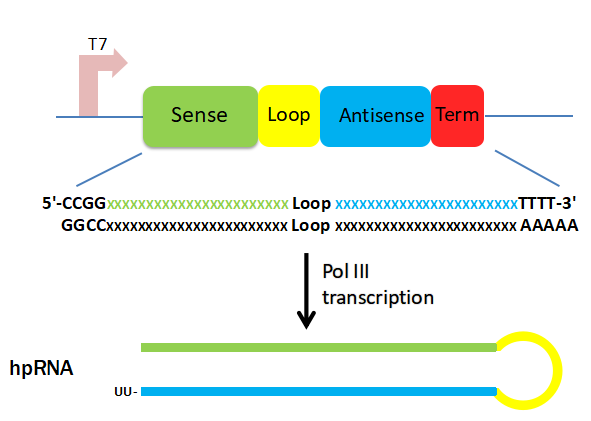 T7
Sense Loop Antisense Term
5'-CCGGxxxxxxxxxxxxxxxxxxxxxxx Loop xxxxxxxxxxxxxxxxxxxxxxxTTTT-3'
GGCCxxxxxxxxxxxxxxxxxxxxxxx Loop xxxxxxxxxxxxxxxxxxxxxxx AAAAA
Pol III
transcription
hpRNA
UU-